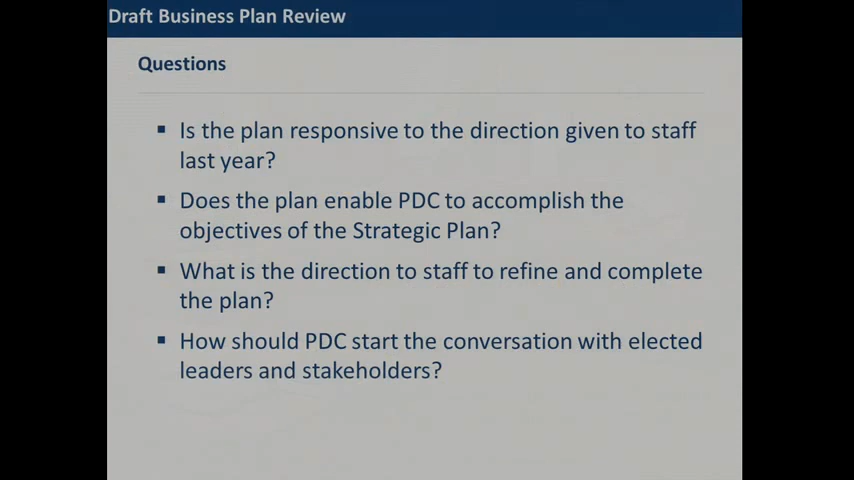 Draft Business Plan Review
Questions
▪ Is the plan responsive to the direction given to staff
last year?
▪ Does the plan enable PDC to accomplish the
objectives of the Strategic Plan?
▪ What is the direction to staff to refine and complete
the plan?
▪ How should PDC start the conversation with elected
leaders and stakeholders?